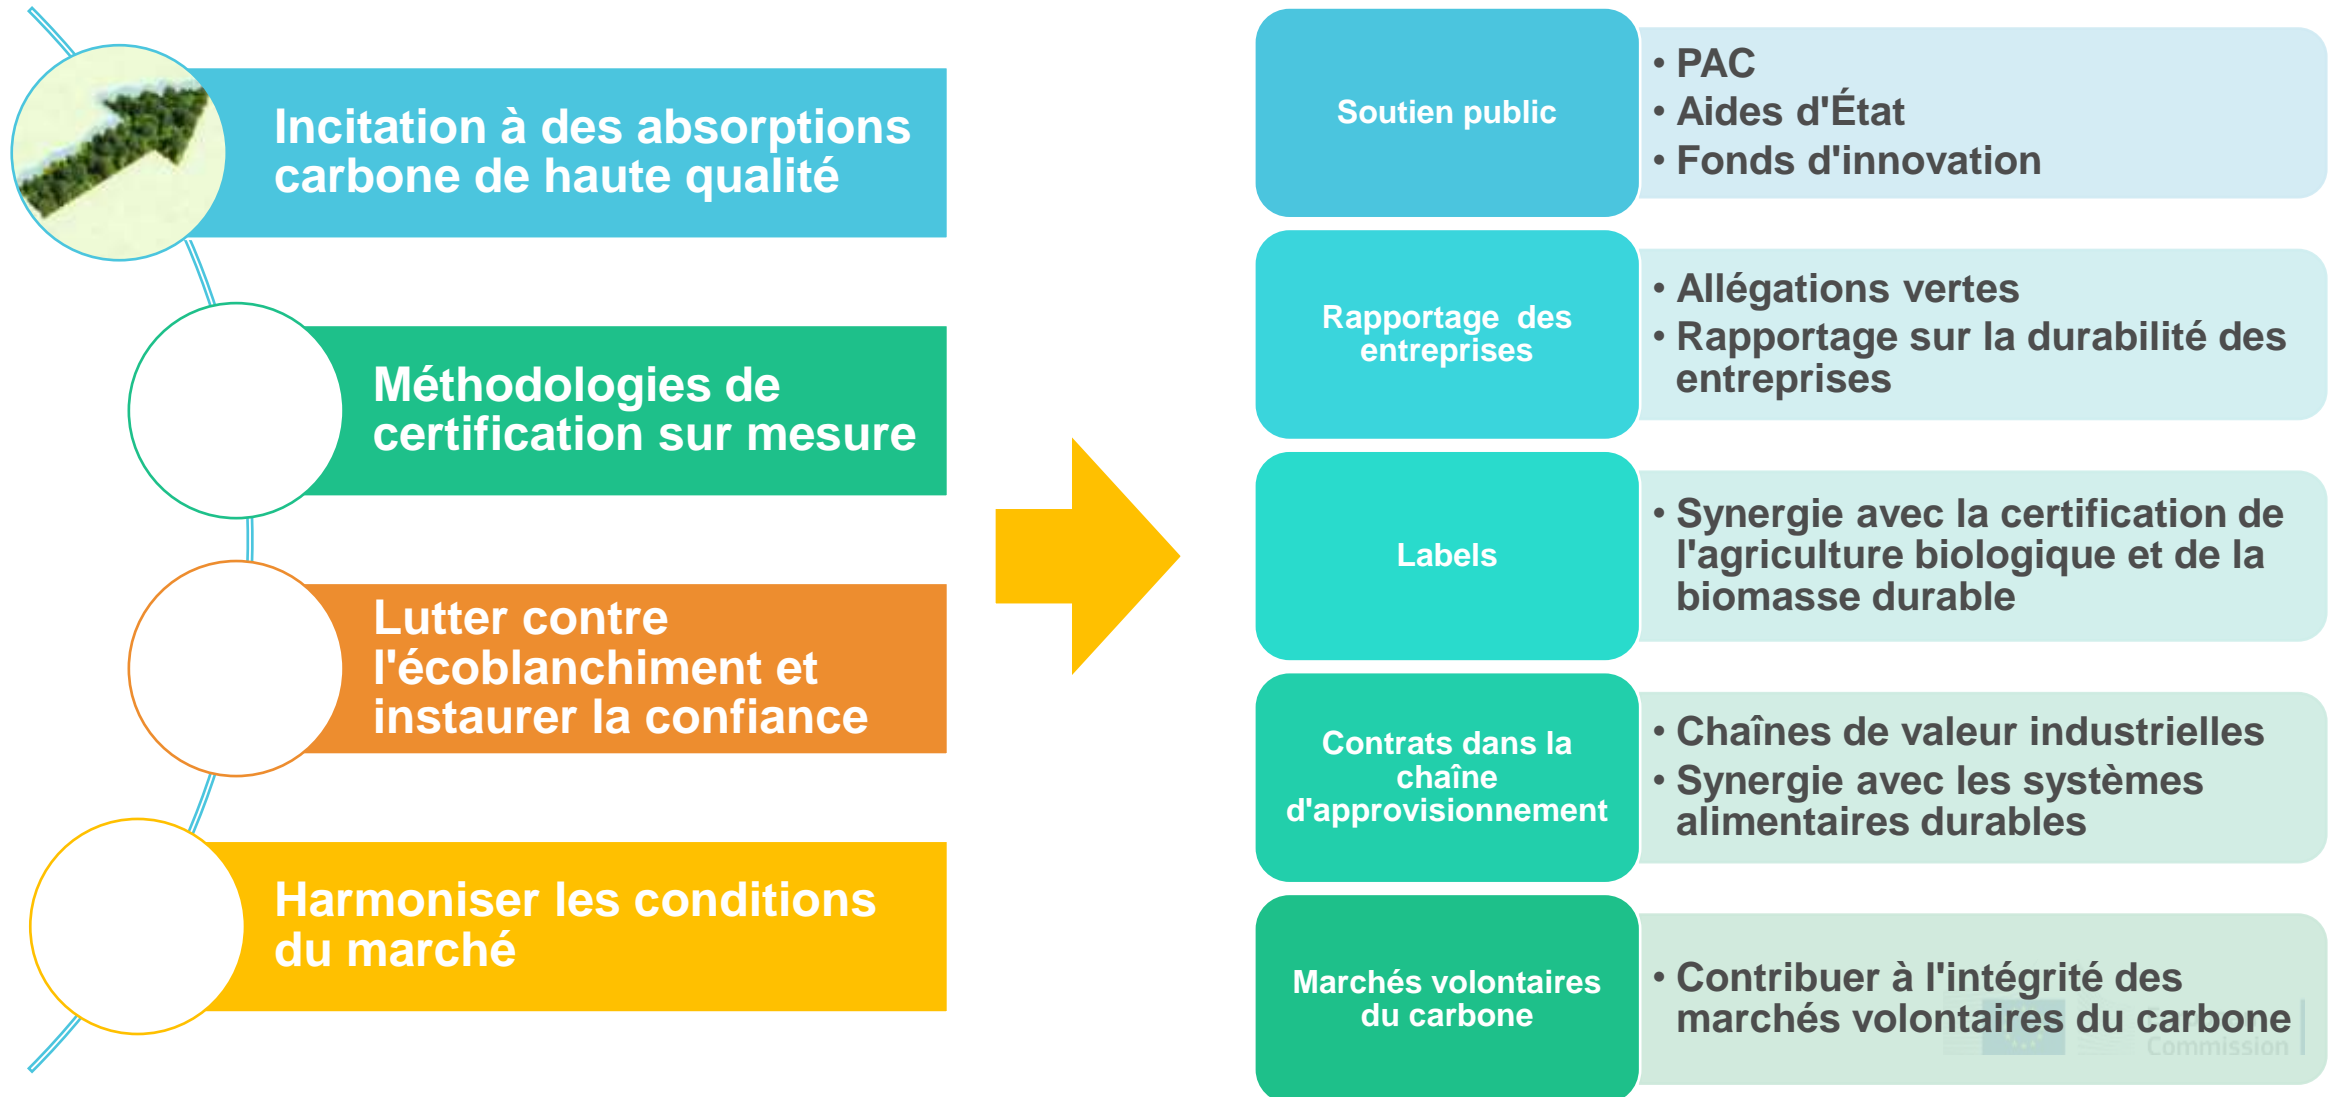 Incitation à des absorptions
carbone de haute qualité
Méthodologies de
certification sur mesure
Lutter contre
l'écoblanchiment et
instaurer la confiance
Harmoniser les conditions
du marché
Soutien public
• PAC
• Aides d'État
• Fonds d'innovation
Rapportage des
entreprises
• Allégations vertes
• Rapportage sur la durabilité des
entreprises
Labels
• Synergie avec la certification de
l'agriculture biologique et de la
biomasse durable
Contrats dans la
chaîne
d'approvisionnement
• Chaînes de valeur industrielles
• Synergie avec les systèmes
alimentaires durables
Marchés volontaires
du carbone
• Contribuer à l'intégrité des
marchés volontaires du carbone
Commission